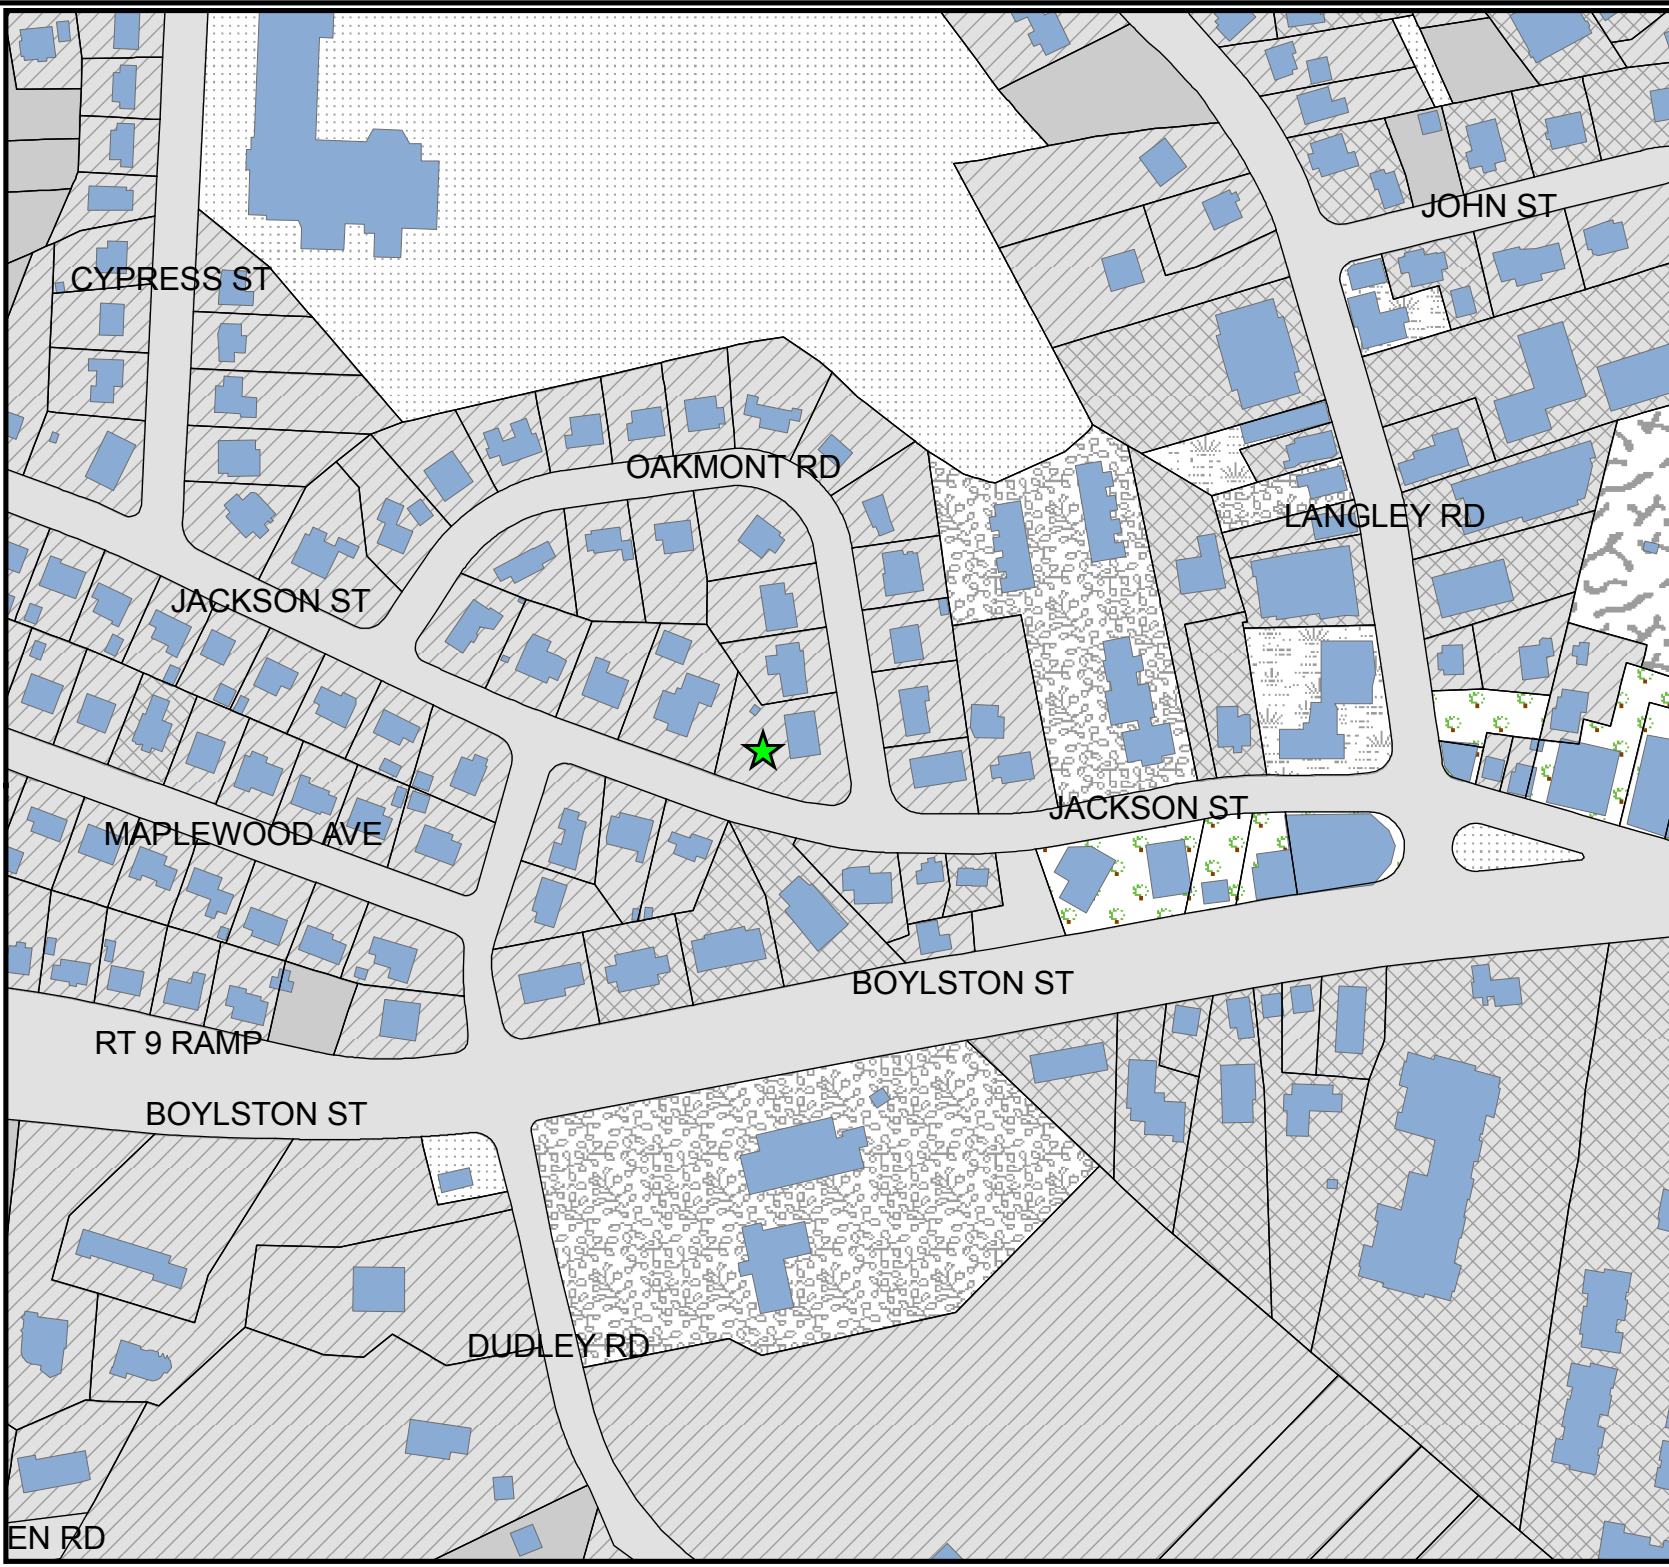 JOHN ST
CYPRESS ST
OAKMONT RD
LANGLEY RD
JACKSON ST
JACKSON ST
MAPLEWOOD AVE
BOYLSTON ST
RT 9 RAMP
BOYLSTON ST
DUDLEY RD
EN RD